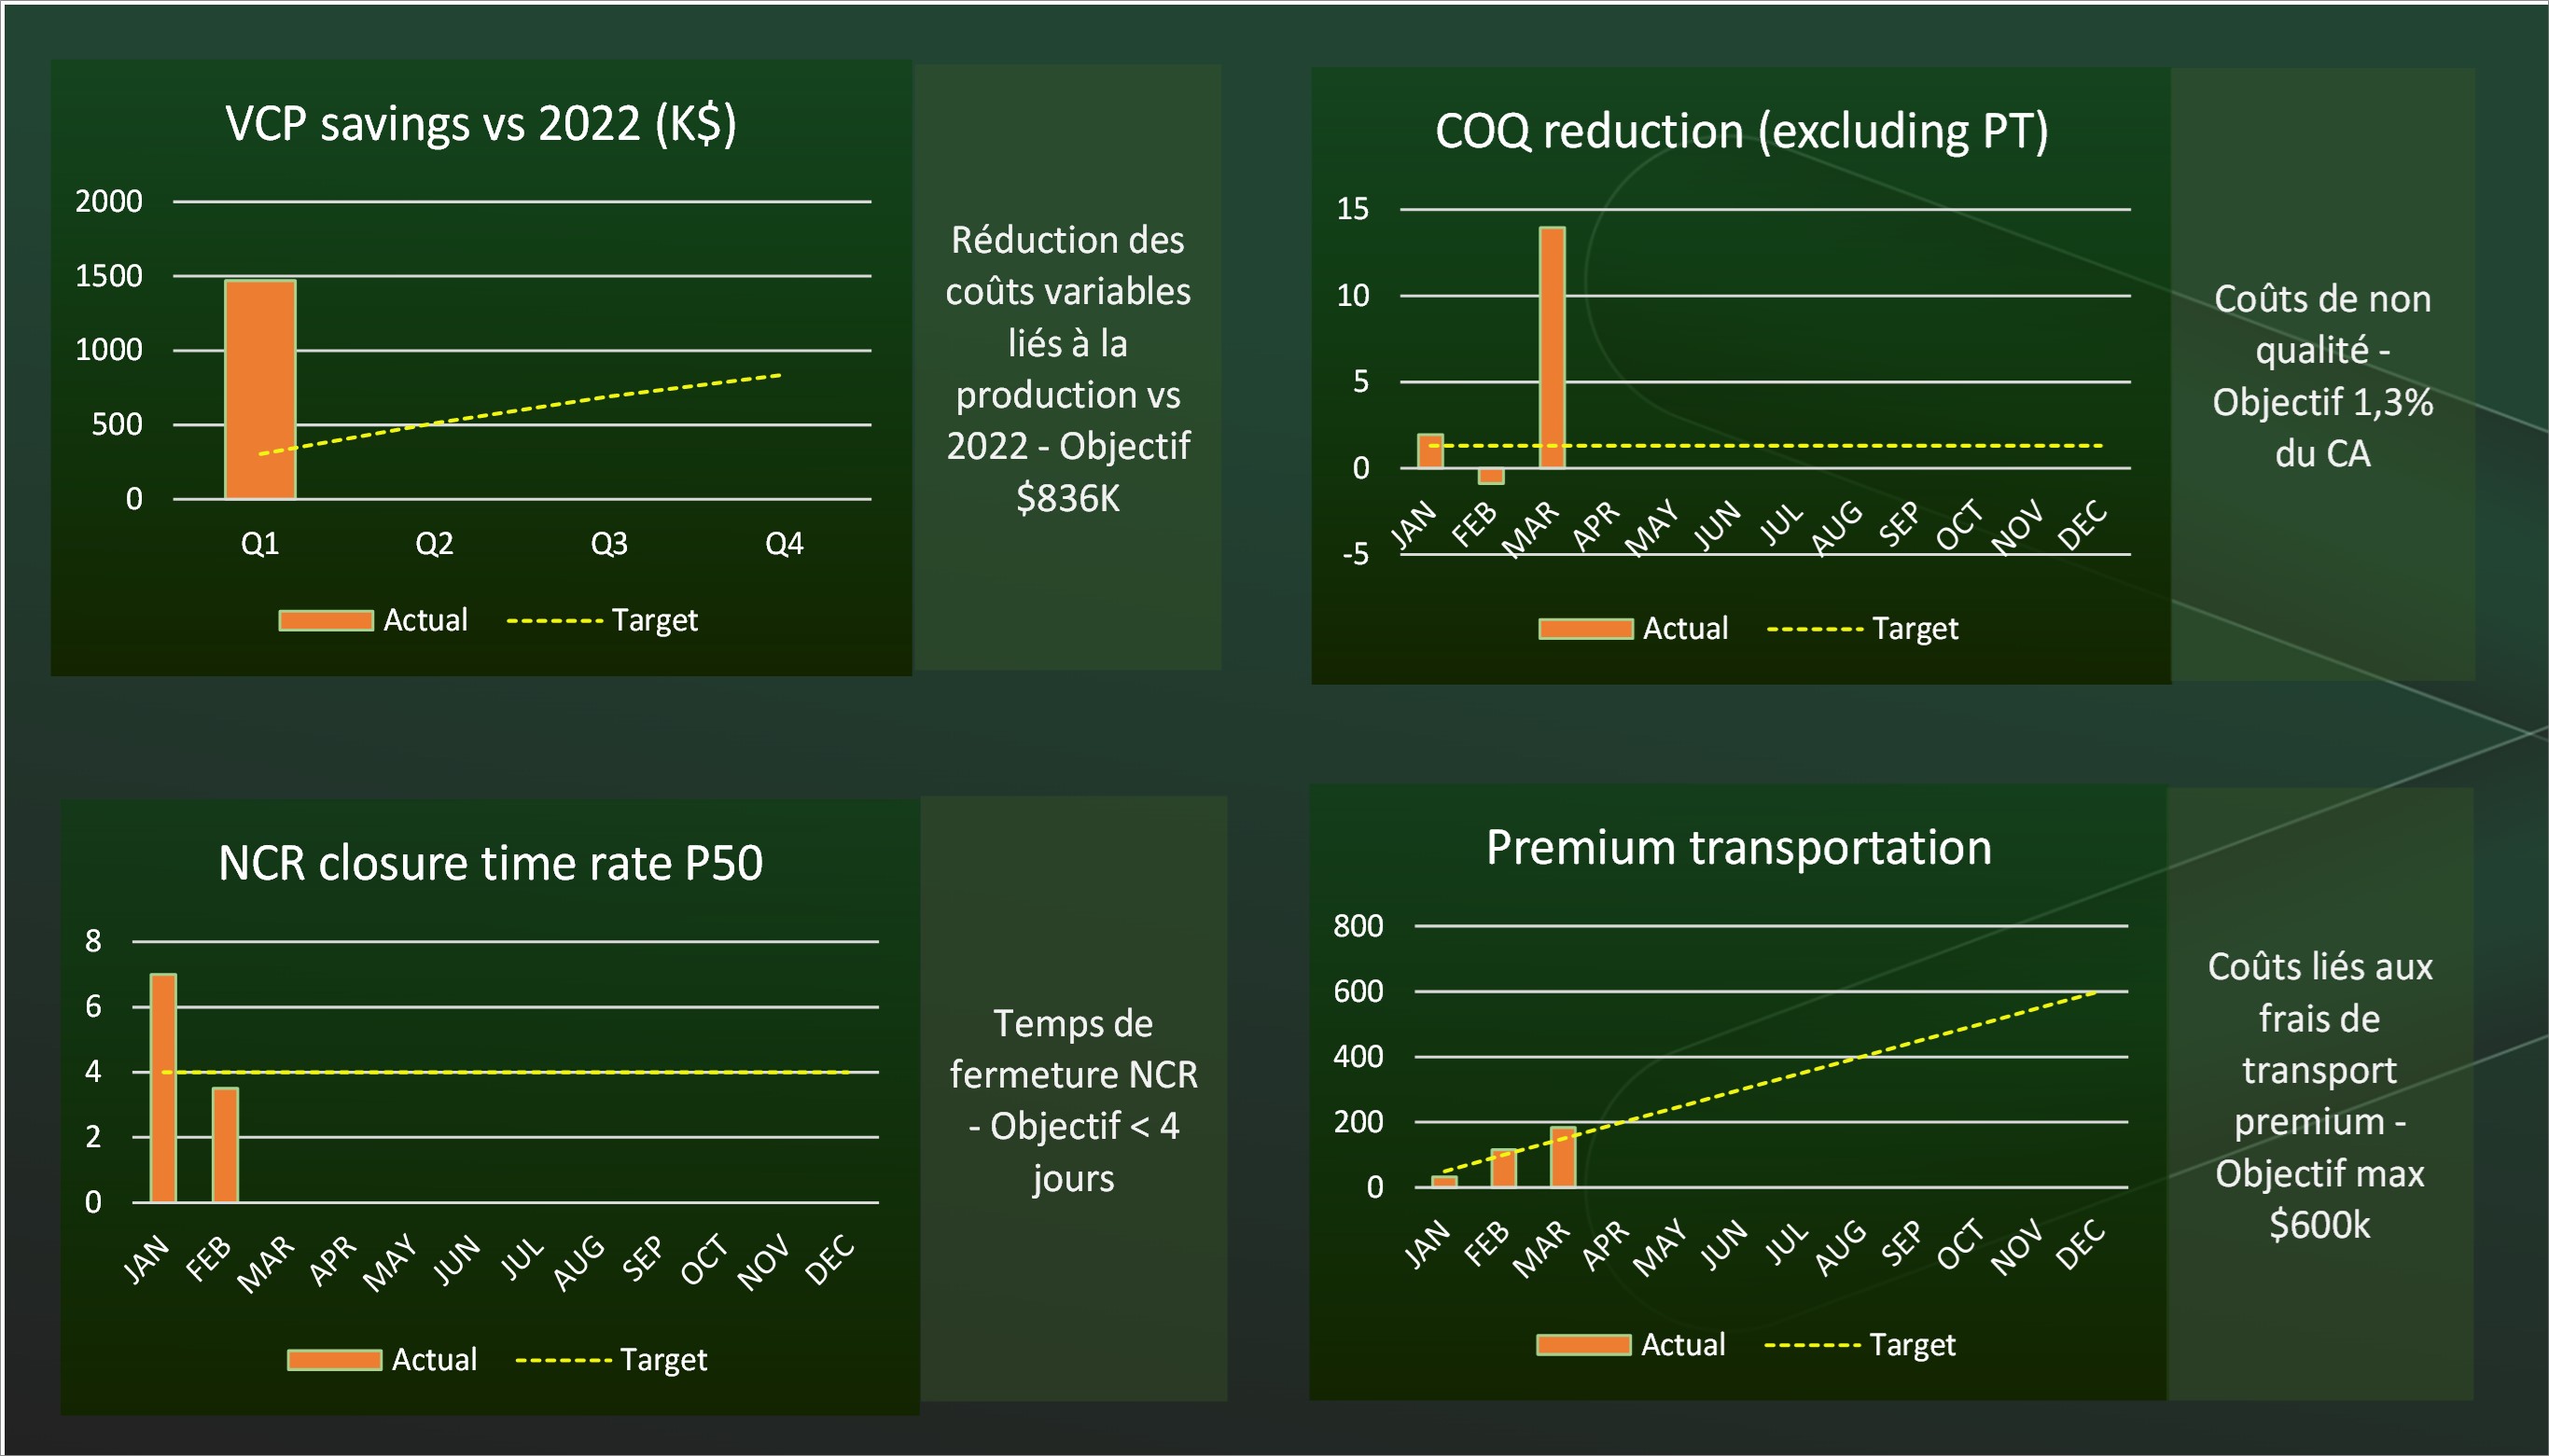 VCP savings vs 2022 (K$)
2000
1500
1000
500
0
Q1 Q2 Q3 Q4
Actual Target
Réduction des
coûts variables
liés à la
production vs
2022 - Objectif
$836K
COQ reduction (excluding PT)
15
10
5
0
-5
JAN FEB MAR APR MAY JUN JUL AUG SEP OCT NOV DEC
Actual Target
Coûts de non
qualité -
Objectif 1,3%
du CA
NCR closure time rate P50
8
6
4
2
0
JAN FEB MAR APR MAY JUN JUL AUG SEP OCT NOV DEC
Actual Target
Temps de
fermeture NCR
- Objectif < 4
jours
Premium transportation
800
600
400
200
0
JAN FEB MAR APR MAY JUN JUL AUG SEP OCT NOV DEC
Actual Target
Coûts liés aux
frais de
transport
premium -
Objectif max
$600k